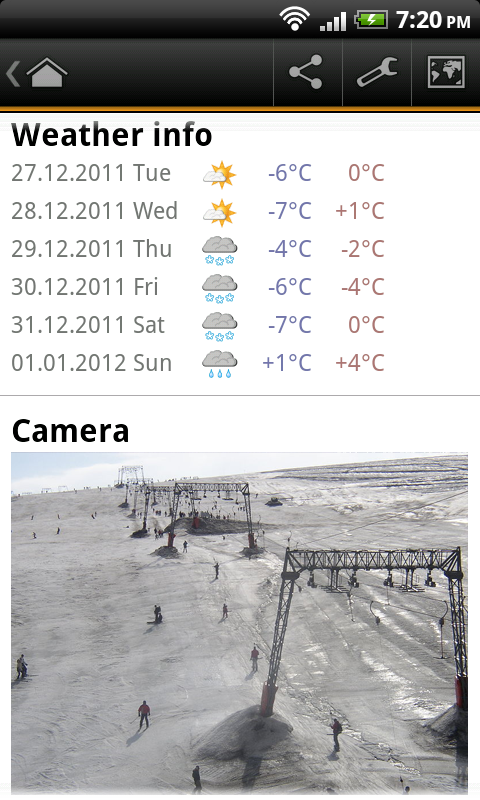 7:20 PM
Weather info
27.12.2011 Tue -6°C 0°C
28.12.2011 Wed -7°C +1°C
29.12.2011 Thu -4°C -2°C
30.12.2011 Fri -6°C -4°C
31.12.2011 Sat -7°C 0°C
01.01.2012 Sun +1°C +4°C
Camera